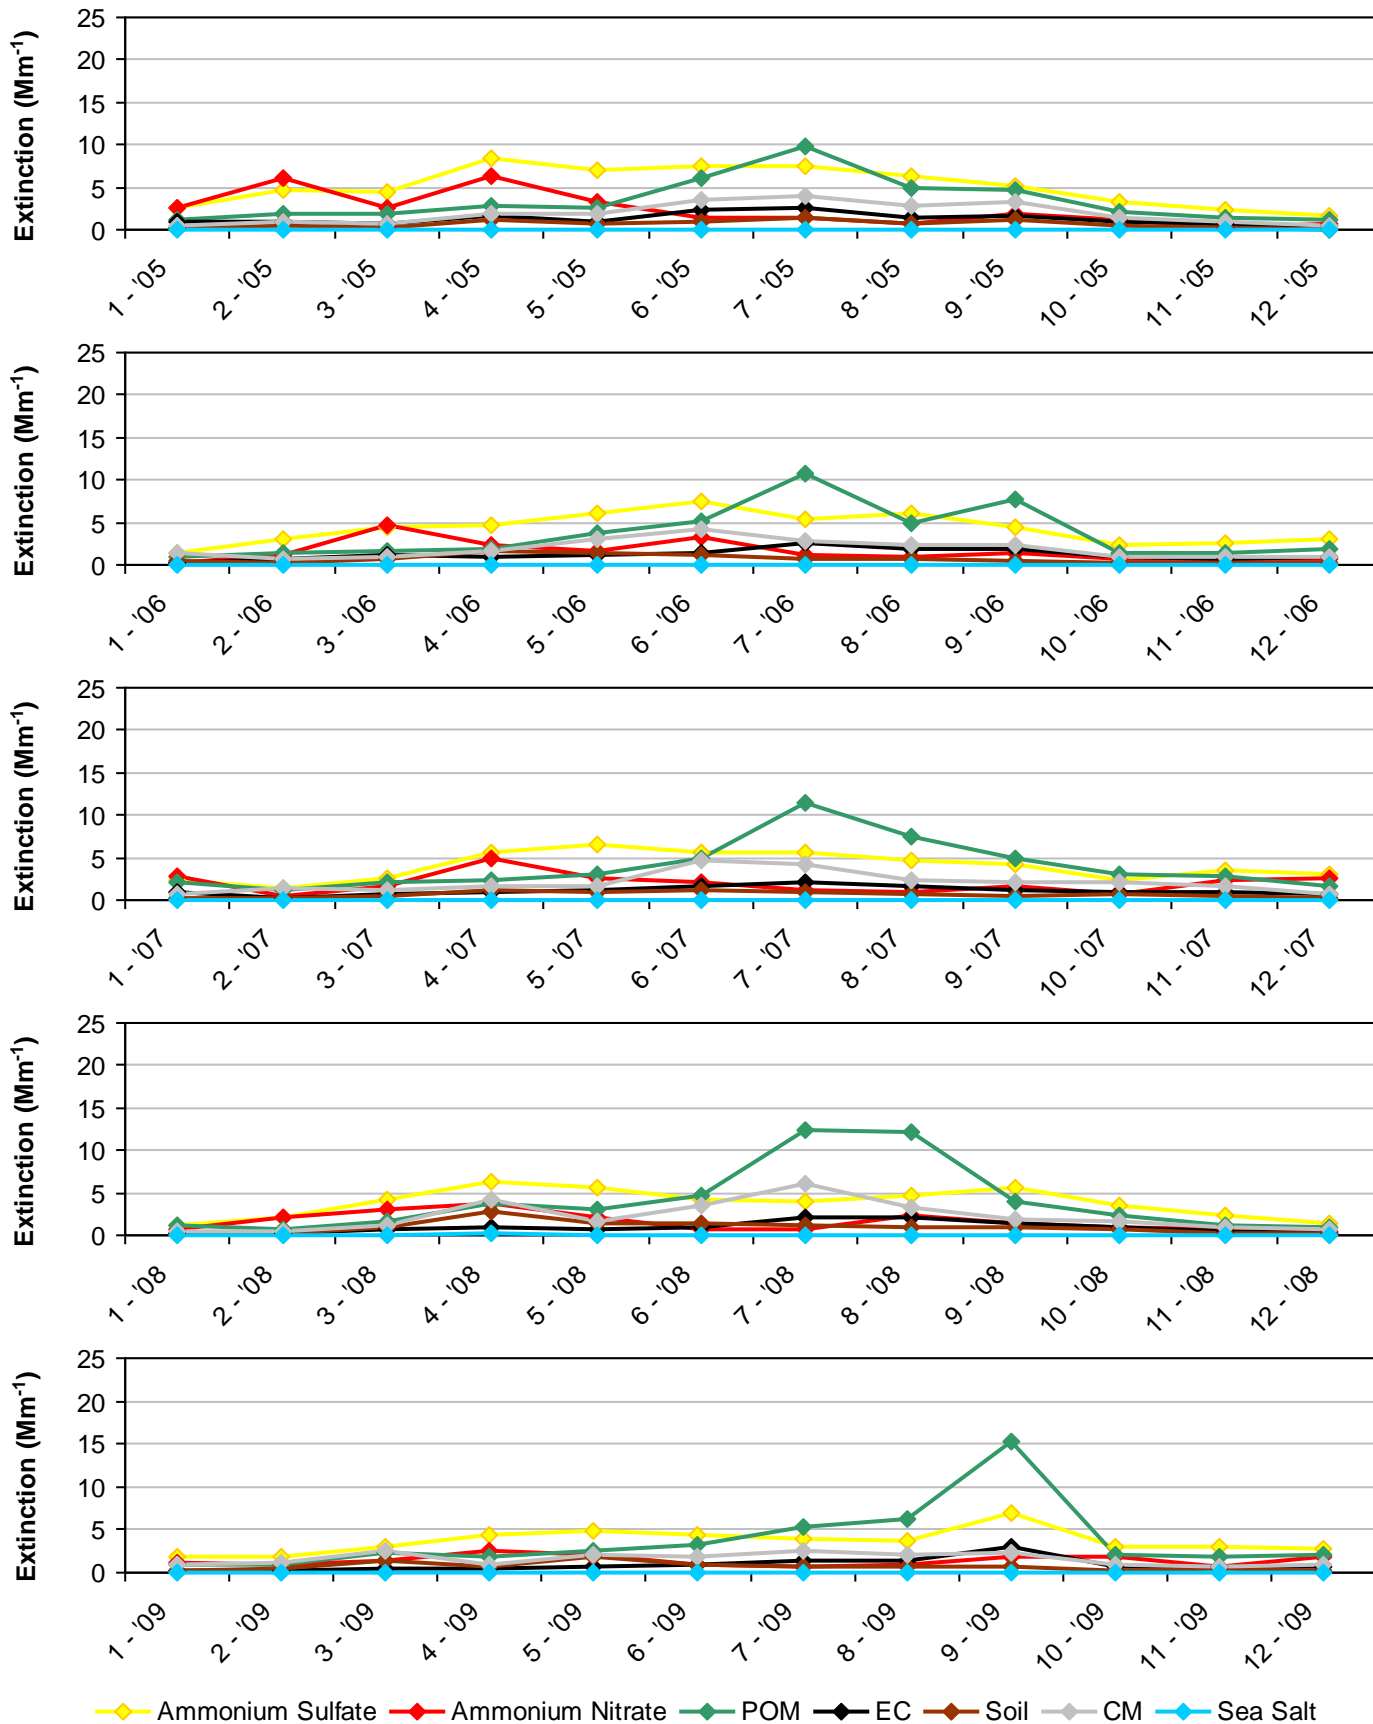 25
20
15
10
5
0
Extinction (Mm-1)
1 - '05 2 - '05 3 - '05 4 - '05 5 - '05 6 - '05 7 - '05 8 - '05 9 - '05 10 - '05 11 - '05 12 - '05
25
20
15
10
5
0
Extinction (Mm-1)
1 - '06 2 - '06 3 - '06 4 - '06 5 - '06 6 - '06 7 - '06 8 - '06 9 - '06 10 - '06 11 - '06 12 - '06
25
20
15
10
5
0
Extinction (Mm-1)
1 - '07 2 - '07 3 - '07 4 - '07 5 - '07 6 - '07 7 - '07 8 - '07 9 - '07 10 - '07 11 - '07 12 - '07
25
20
15
10
5
0
Extinction (Mm-1)
1 - '08 2 - '08 3 - '08 4 - '08 5 - '08 6 - '08 7 - '08 8 - '08 9 - '08 10 - '08 11 - '08 12 - '08
25
20
15
10
5
0
Extinction (Mm-1)
1 - '09 2 - '09 3 - '09 4 - '09 5 - '09 6 - '09 7 - '09 8 - '09 9 - '09 10 - '09 11 - '09 12 - '09
Ammonium Sulfate Ammonium Nitrate POM EC Soil CM Sea Salt